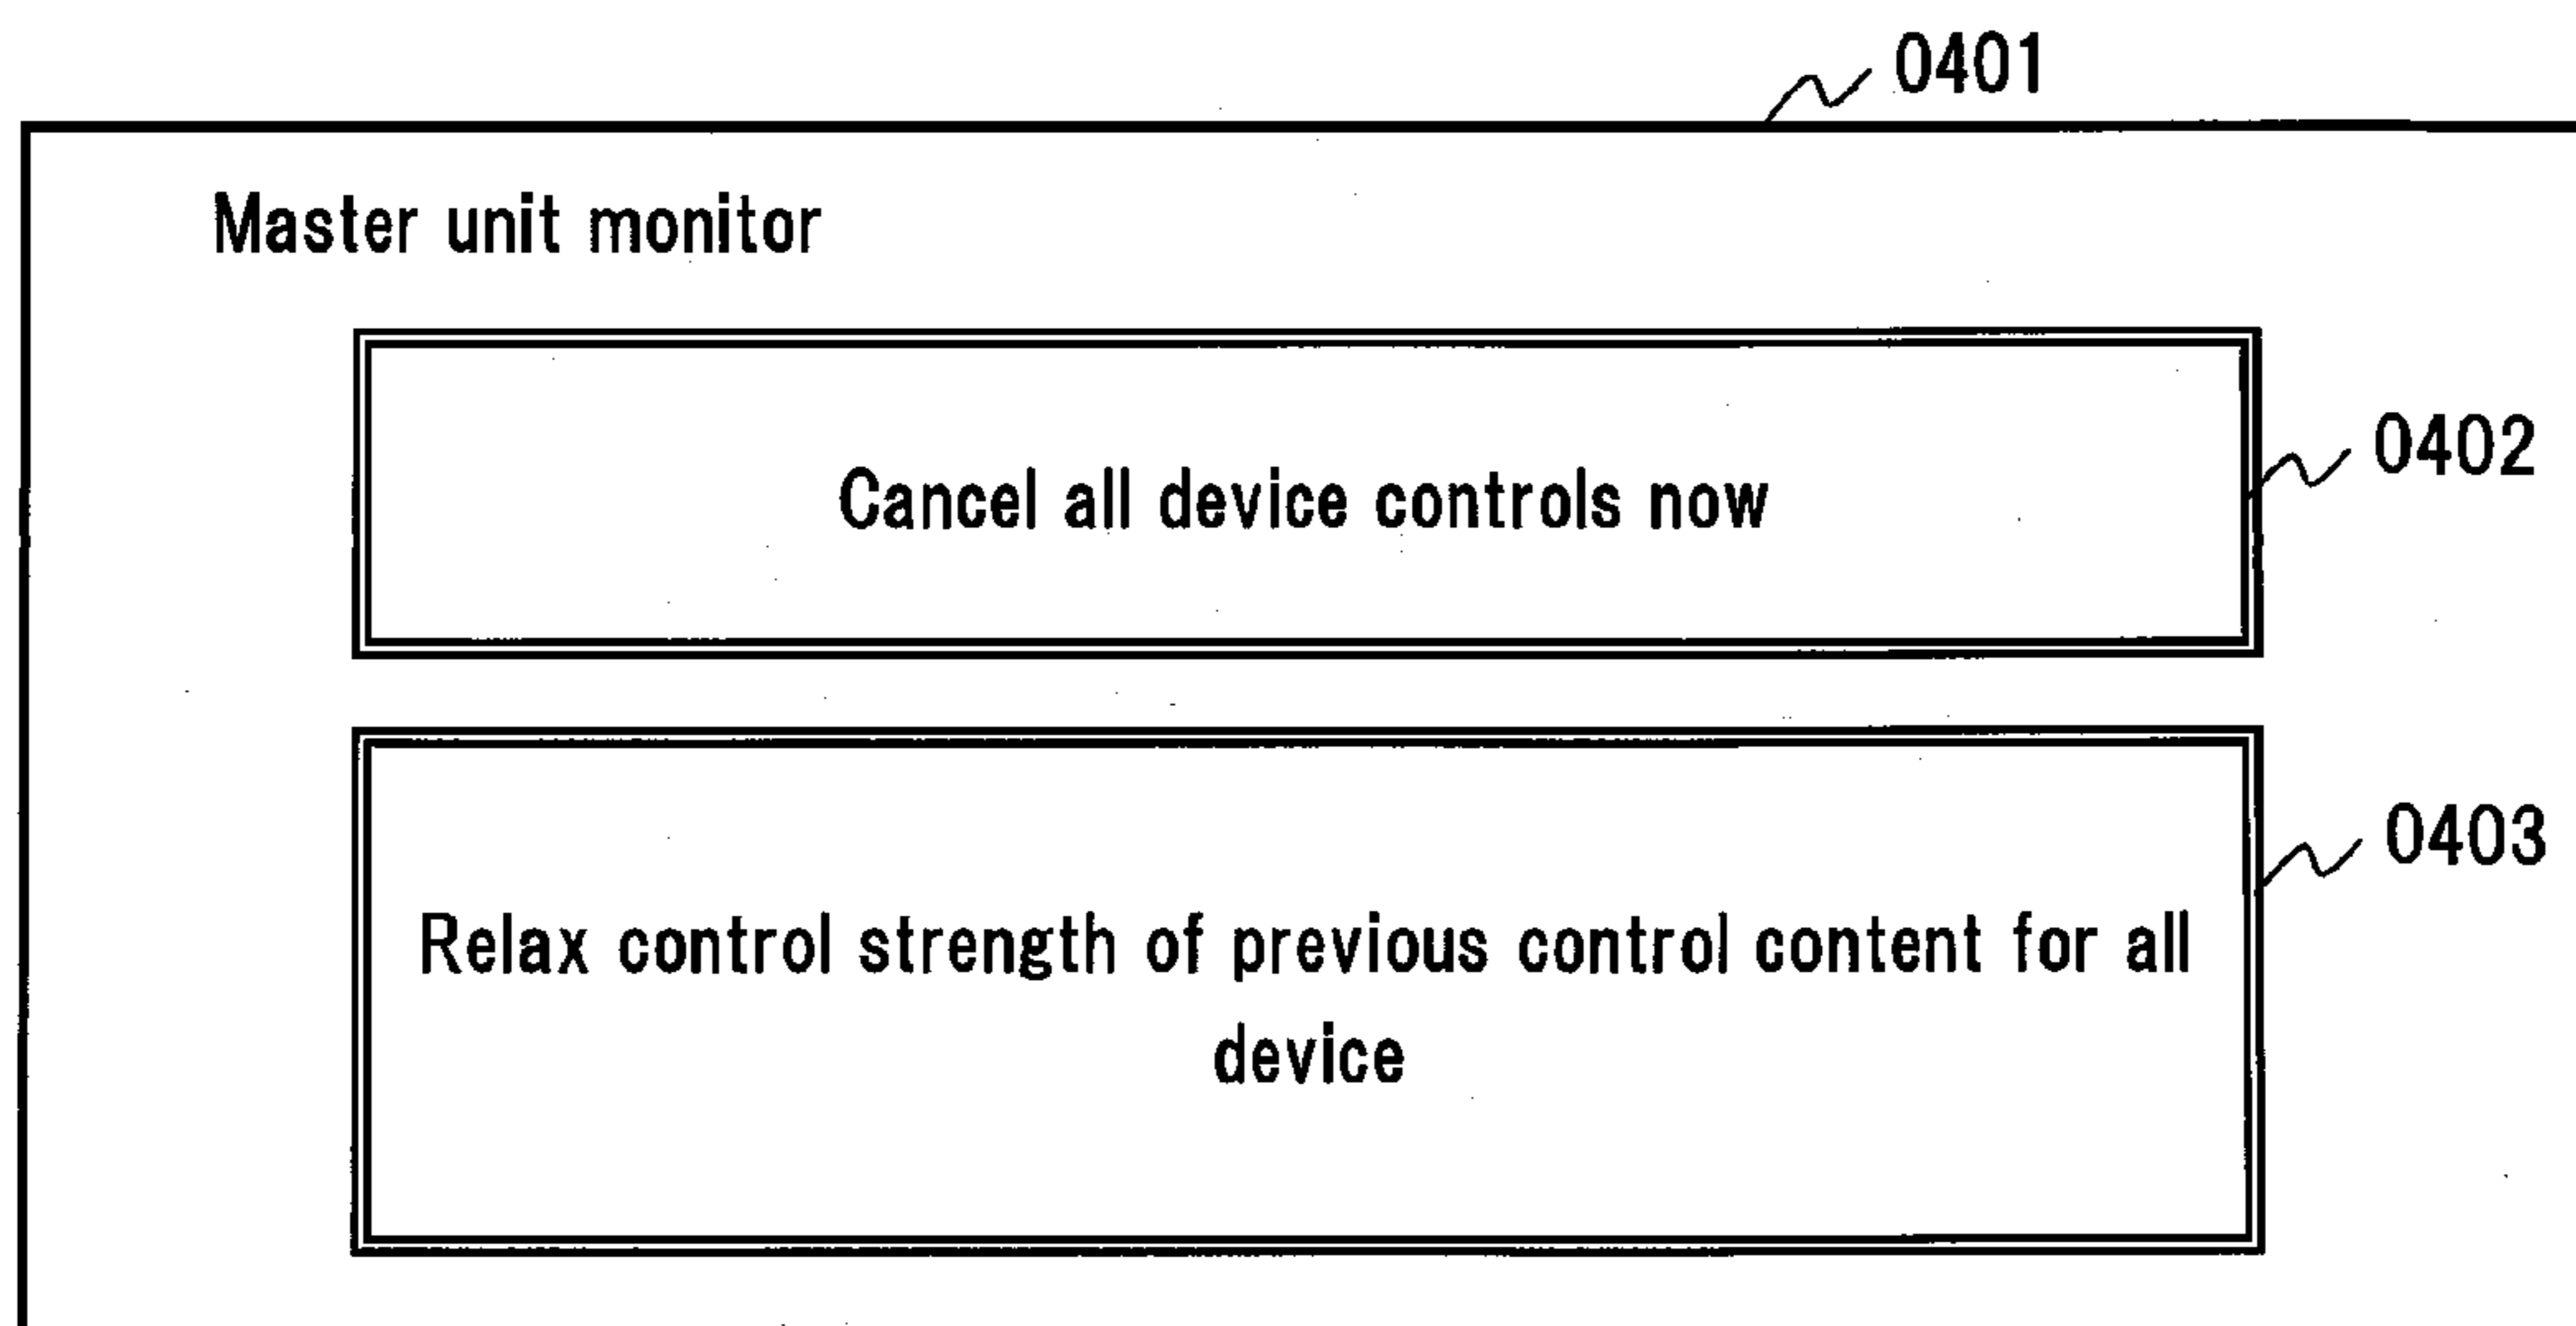 0401
Master unit monitor
Cancel all device controls now
0402
0403
Relax control strength of previous control content for all
device